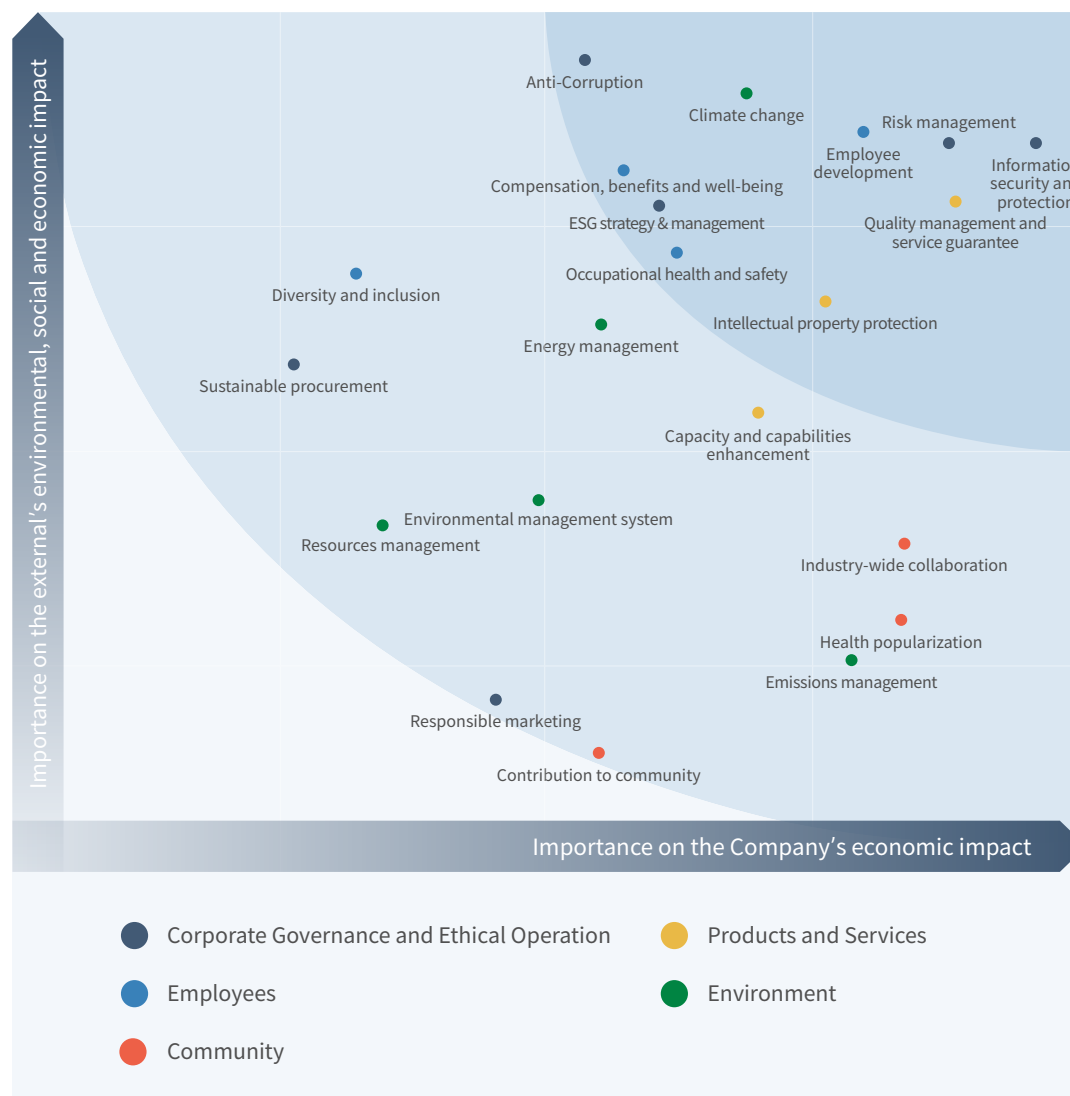 Importance on the external's environmental, social and economic impact
Anti-Corruption
Climate change
Risk management
Employee
development
Informatio
security an
protection
Compensation, benefits and well-being
ESG strategy & management
Quality management and
service guarantee
Occupational health and safety
Diversity and inclusion
Intellectual property protection
Energy management
Sustainable procurement
Capacity and capabilities
enhancement
Environmental management system
Resources management
Industry-wide collaboration
Health popularization
Emissions management
Responsible marketing
Contribution to community
Importance on the Company's economic impact
Corporate Governance and Ethical Operation
Products and Services
Employees
Environment
Community